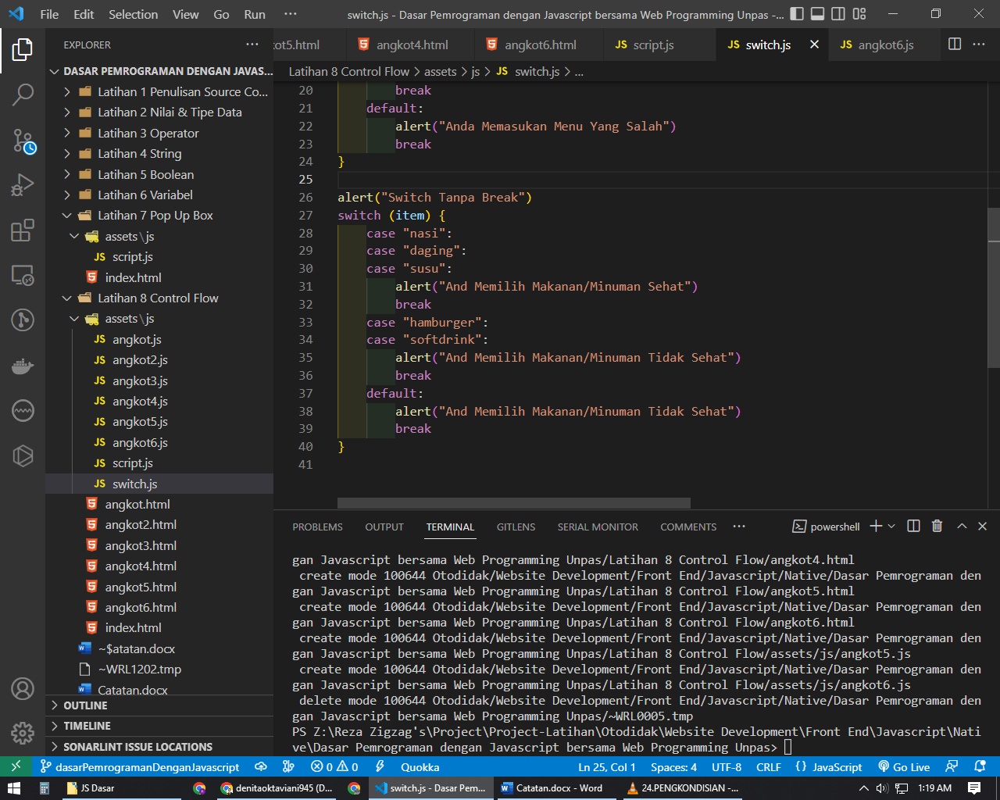 File Edit Selection View Go Run ··· switch.js - Dasar Pemrograman dengan Javascript bersama Web Programming Unpas -...
EXPLORER ···
kot5.html angkot4.html angkot6.html JS script.js JS switch.js JS angkot6.js ···
DASAR PEMROGRAMAN DENGAN JAVAS...
Latihan 1 Penulisan Source Co...
Latihan 2 Nilai & Tipe Data
Latihan 3 Operator
Latihan 4 String
Latihan 5 Boolean
Latihan 6 Variabel
Latihan 7 Pop Up Box
assets\js
JS script.js
index.html
Latihan 8 Control Flow
assets\js
JS angkot.js
JS angkot2.js
JS angkot3.js
JS angkot4.js
JS angkot5.js
JS angkot6.js
JS script.js
JS switch.js
angkot.html
angkot2.html
angkot3.html
angkot4.html
angkot5.html
angkot6.html
index.html
~$atatan.docx
~WRL1202.tmp
Catatan.docx
OUTLINE
TIMELINE
SONARLINT ISSUE LOCATIONS
Latihan 8 Control Flow > assets > js > JS switch.js > ...
20 break
21 default:
22 alert("Anda Memasukan Menu Yang Salah")
23 break
24 }
25
26 alert("Switch Tanpa Break")
27 switch (item) {
28 case "nasi":
29 case "daging":
30 case "susu":
31 alert("And Memilih Makanan/Minuman Sehat")
32 break
33 case "hamburger":
34 case "softdrink":
35 alert("And Memilih Makanan/Minuman Tidak Sehat")
36 break
37 default:
38 alert("And Memilih Makanan/Minuman Tidak Sehat")
39 break
40 }
41
PROBLEMS OUTPUT TERMINAL GITLENS SERIAL MONITOR COMMENTS ··· powershell
gan Javascript bersama Web Programming Unpas/Latihan 8 Control Flow/angkot4.html
create mode 100644 Otodidak/Website Development/Front End/Javascript/Native/Dasar Pemrograman den
gan Javascript bersama Web Programming Unpas/Latihan 8 Control Flow/angkot5.html
create mode 100644 Otodidak/Website Development/Front End/Javascript/Native/Dasar Pemrograman den
gan Javascript bersama Web Programming Unpas/Latihan 8 Control Flow/angkot6.html
create mode 100644 Otodidak/Website Development/Front End/Javascript/Native/Dasar Pemrograman den
gan Javascript bersama Web Programming Unpas/Latihan 8 Control Flow/assets/js/angkot5.js
create mode 100644 Otodidak/Website Development/Front End/Javascript/Native/Dasar Pemrograman den
gan Javascript bersama Web Programming Unpas/Latihan 8 Control Flow/assets/js/angkot6.js
delete mode 100644 Otodidak/Website Development/Front End/Javascript/Native/Dasar Pemrograman den
gan Javascript bersama Web Programming Unpas/~WRL0005.tmp
PS Z:\Reza Zigzag's\Project\Project-Latihan\Otodidak\Website Development\Front End\Javascript\Nati
ve\Dasar Pemrograman dengan Javascript bersama Web Programming Unpas>
dasarPemrogramanDenganJavascript 0 0 Quokka Ln 25, Col 1 Spaces: 4 UTF-8 CRLF {} JavaScript Go Live
JS Dasar denitaoktaviani945 (D... switch.js - Dasar Pem... Catatan.docx - Word 24.PENGKONDISIAN -... 1:19 AM